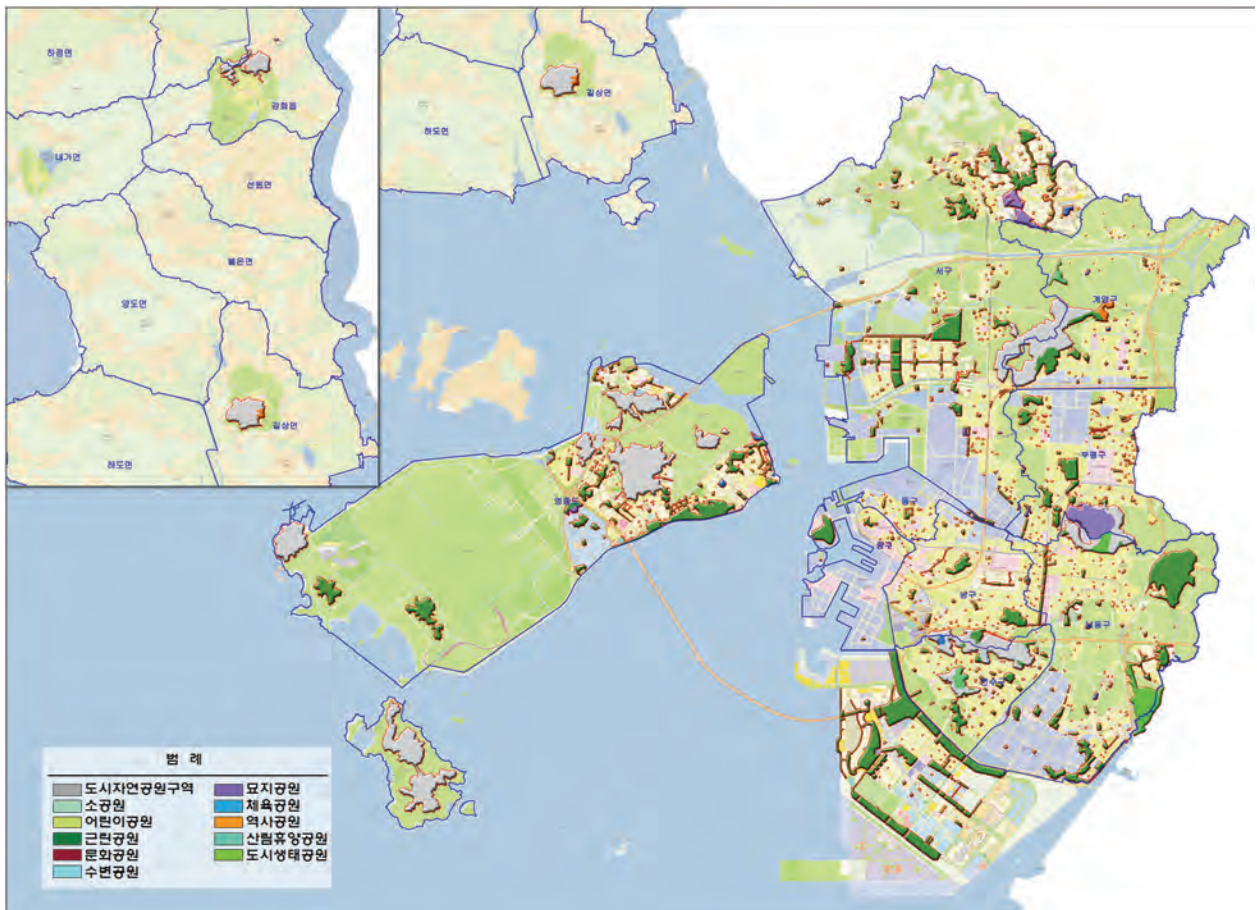 하점면
강화읍
내가면
선원면
불은면
양도면
길상면
하도면
길상면
하도면
서구
계양구
부평구
동구
중구
남구
남동구
연수구
영종도
범 례
도시자연공원구역
소공원
어린이공원
근린공원
문화공원
수변공원
묘지공원
체육공원
역사공원
산림휴양공원
도시생태공원